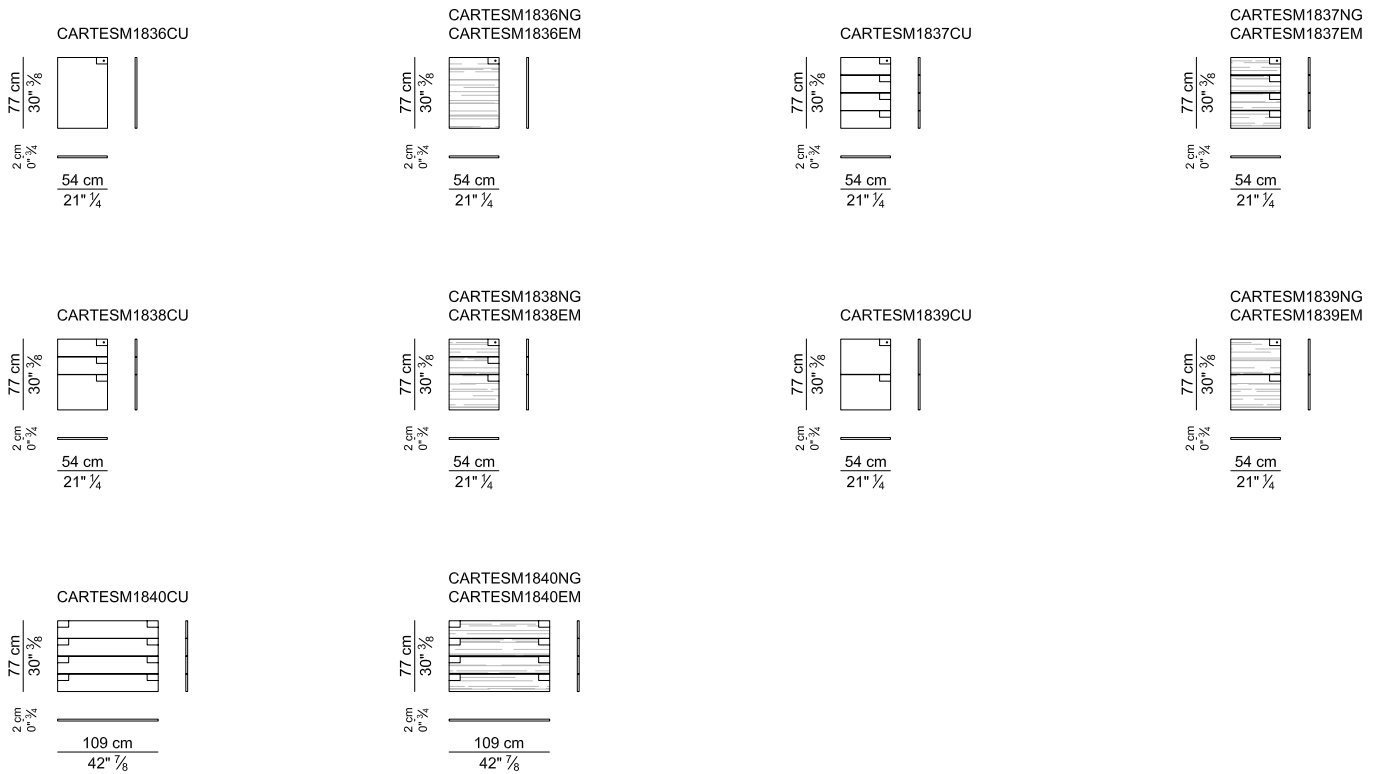 CARTESM1836CU
77 cm
30" 3/8
2 cm
0" 3/4
54 cm
21" 1/4
CARTESM1836NG
CARTESM1836EM
77 cm
30" 3/8
2 cm
0" 3/4
54 cm
21" 1/4
CARTESM1837CU
77 cm
30" 3/8
2 cm
0" 3/4
54 cm
21" 1/4
CARTESM1837NG
CARTESM1837EM
77 cm
30" 3/8
2 cm
0" 3/4
54 cm
21" 1/4
CARTESM1838CU
77 cm
30" 3/8
2 cm
0" 3/4
54 cm
21" 1/4
CARTESM1838NG
CARTESM1838EM
77 cm
30" 3/8
2 cm
0" 3/4
54 cm
21" 1/4
CARTESM1839CU
77 cm
30" 3/8
2 cm
0" 3/4
54 cm
21" 1/4
CARTESM1839NG
CARTESM1839EM
77 cm
30" 3/8
2 cm
0" 3/4
54 cm
21" 1/4
CARTESM1840CU
77 cm
30" 3/8
2 cm
0" 3/4
109 cm
42" 7/8
CARTESM1840NG
CARTESM1840EM
77 cm
30" 3/8
2 cm
0" 3/4
109 cm
42" 7/8